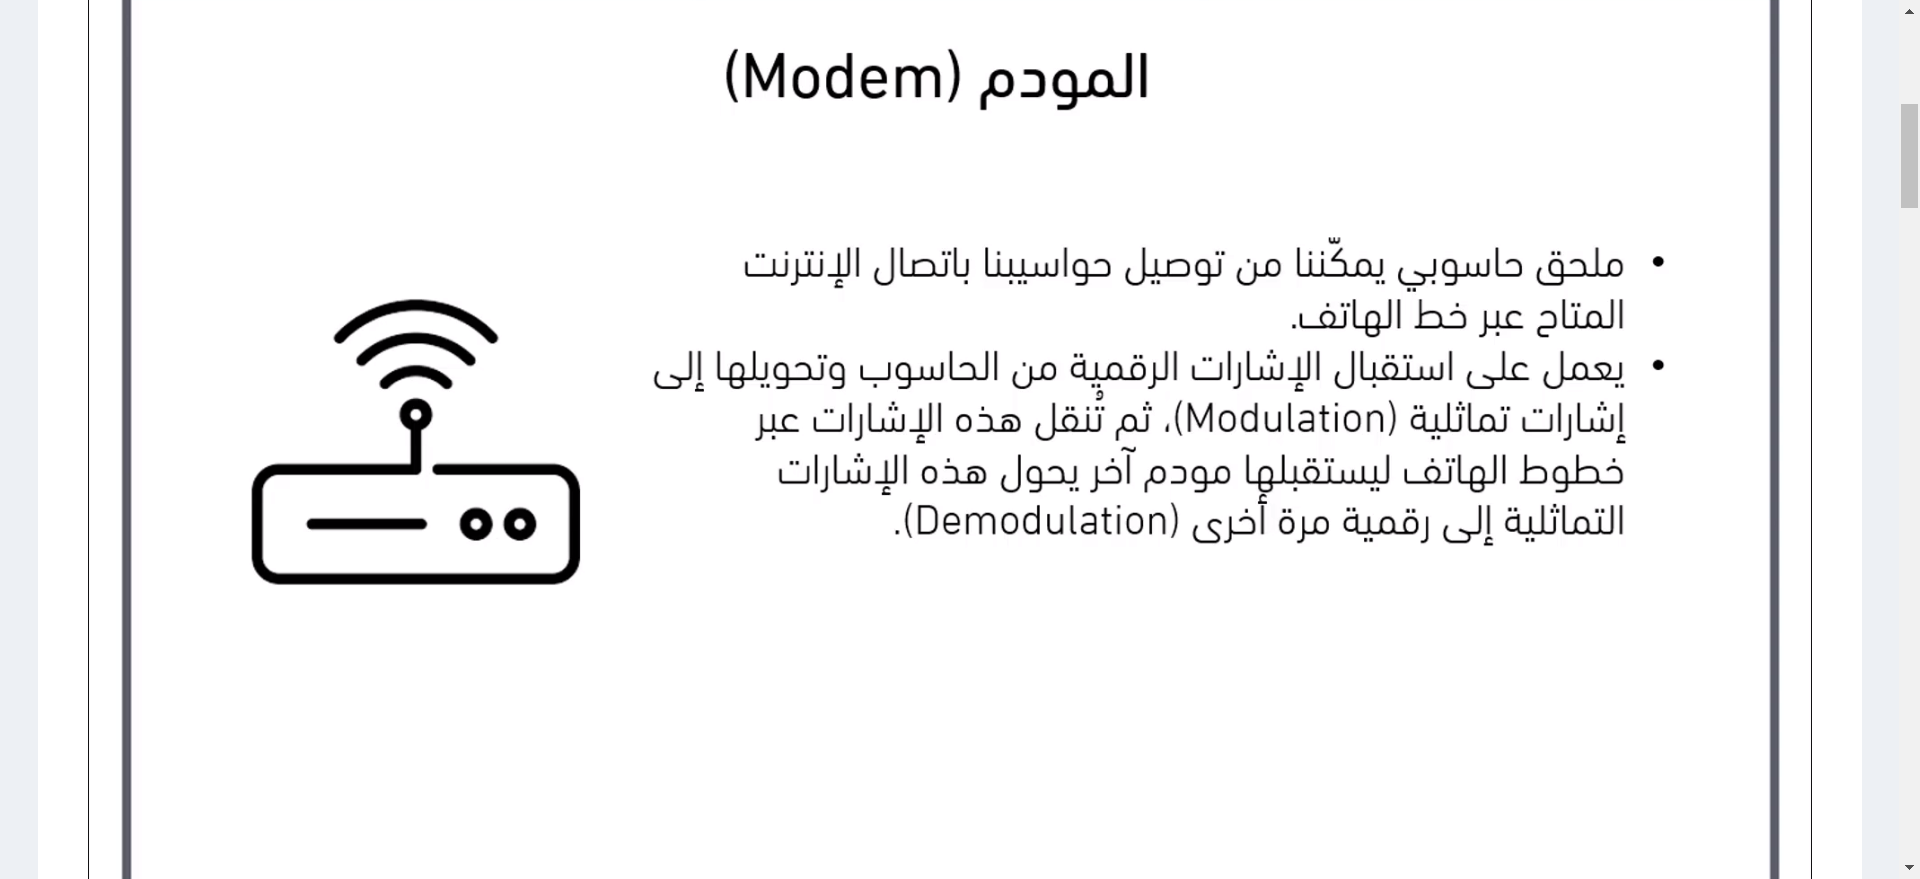 المودم (Modem)
• ملحق حاسوبي يمكّننا من توصيل حواسيبنا باتصال الإنترنت
المتاح عبر خط الهاتف.
• يعمل على استقبال الإشارات الرقمية من الحاسوب وتحويلها إلى
إشارات تماثلية (Modulation)، ثم تُنقل هذه الإشارات عبر
خطوط الهاتف ليستقبلها مودم آخر يحول هذه الإشارات
التماثلية إلى رقمية مرة أخرى (Demodulation).